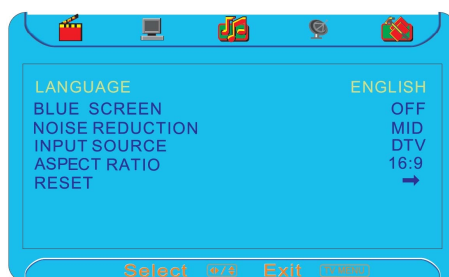 LANGUAGE ENGLISH
BLUE SCREEN OFF
NOISE REDUCTION MID
INPUT SOURCE DTV
ASPECT RATIO 16:9
RESET
Select Exit